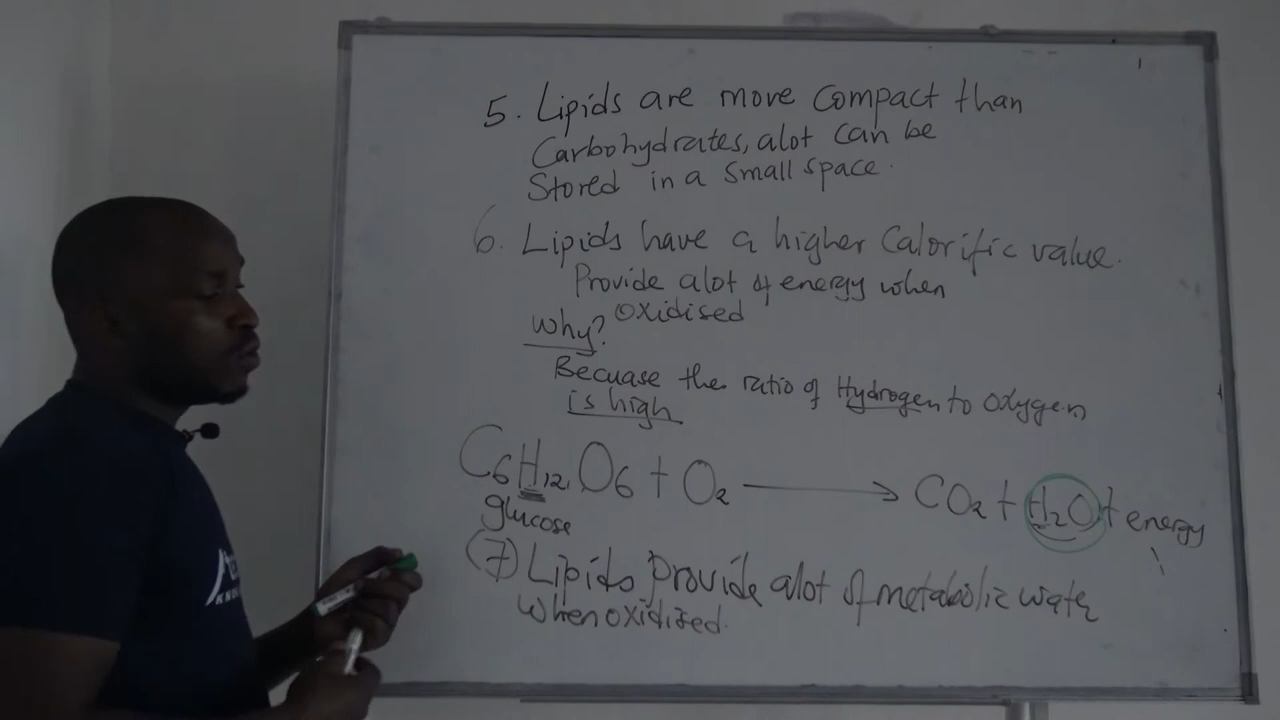 5. Lipids are more compact than
Carbohydrates, alot can be
Stored in a small space.
6. Lipids have a higher Calorific value.
Provide alot of energy when
oxidised
Why?
Becuase the ratio of Hydrogen to oxygen
is high
C₆H₁₂O₆ + O₂ → CO₂ + H₂O + energy
glucose
(7) Lipids provide alot of metabolic water
when oxidized.